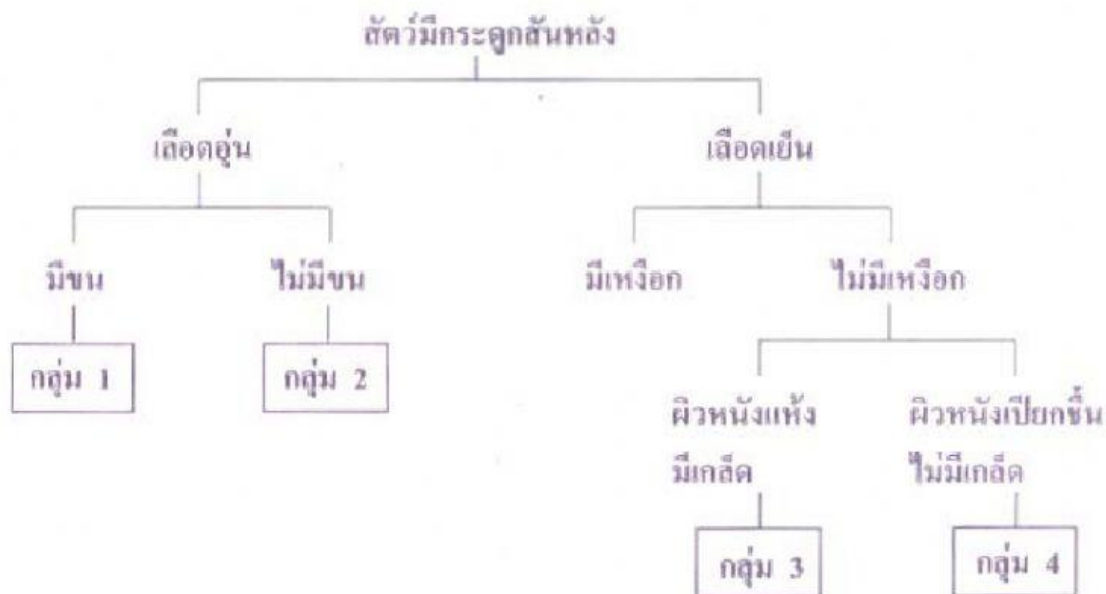 สัตว์มีกระดูกสันหลัง
เลือดอุ่น เลือดเย็น
มีขน ไม่มีขน มีเหงือก ไม่มีเหงือก
กลุ่ม 1 กลุ่ม 2
ผิวหนังแห้ง ผิวหนังเปียกชื้น
มีเกล็ด ไม่มีเกล็ด
กลุ่ม 3 กลุ่ม 4